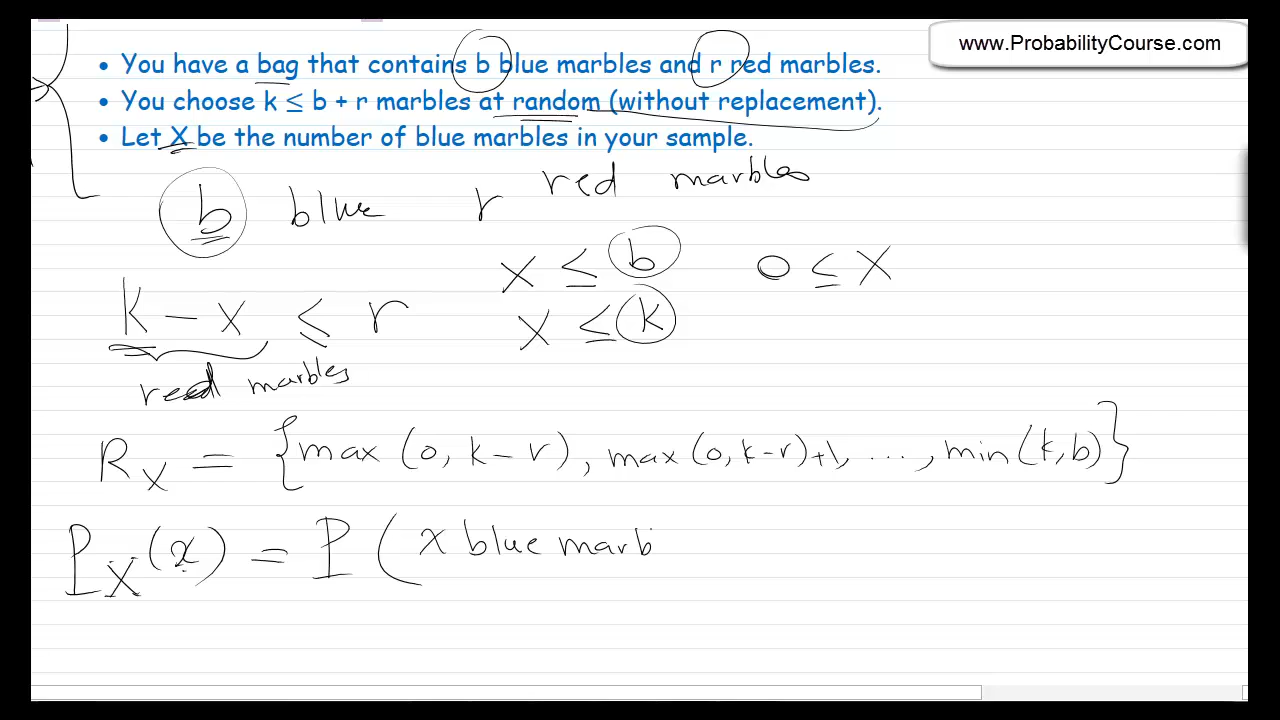 www.ProbabilityCourse.com
• You have a bag that contains b blue marbles and r red marbles.
• You choose k ≤ b + r marbles at random (without replacement).
• Let X be the number of blue marbles in your sample.
b blue r red marbles
X ≤ b 0 ≤ X
k - X ≤ r X ≤ k
red marbles
R_X = {max (0, k - r), max (0, k-r)+1, ..., min(k, b)}
P_X(x) = P ( x blue marb